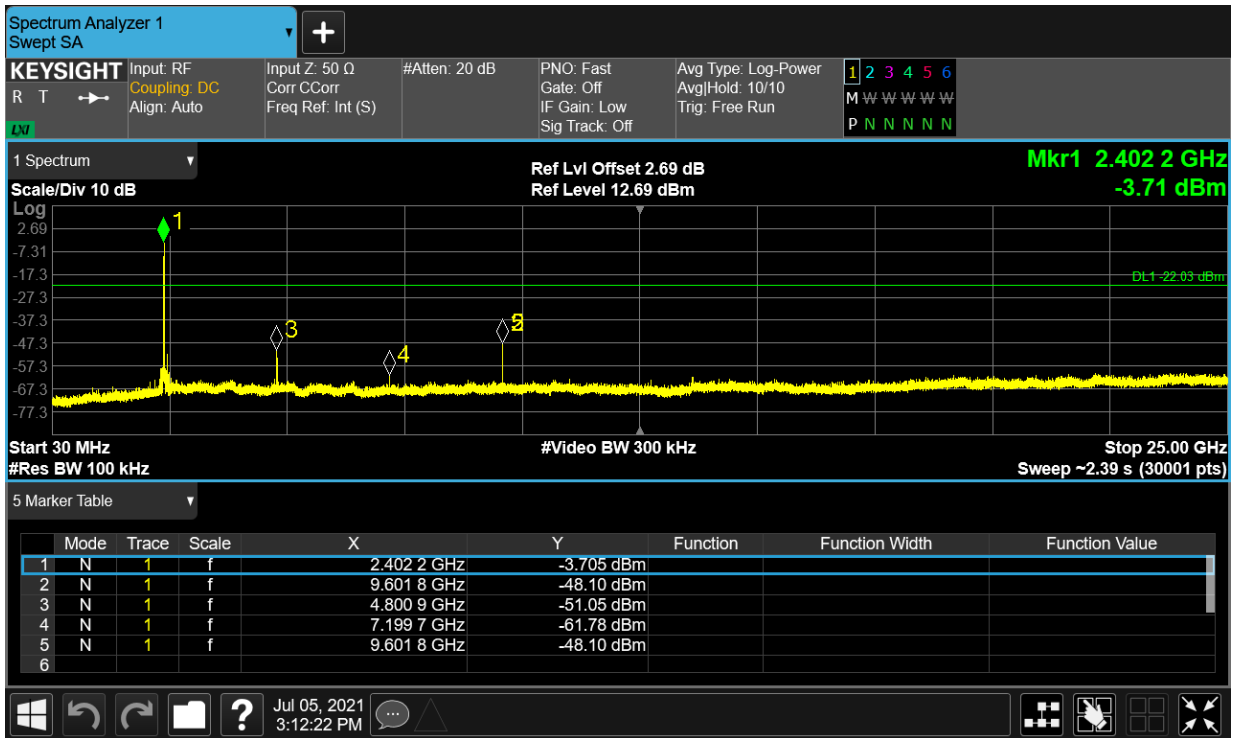 Spectrum Analyzer 1
Swept SA
+
KEYSIGHT
R T
LXI
Input: RF
Coupling: DC
Align: Auto
Input Z: 50 Ω
Corr CCorr
Freq Ref: Int (S)
#Atten: 20 dB
PNO: Fast
Gate: Off
IF Gain: Low
Sig Track: Off
Avg Type: Log-Power
Avg|Hold: 10/10
Trig: Free Run
1 2 3 4 5 6
M W W W W W
P N N N N N
1 Spectrum
Scale/Div 10 dB
Ref Lvl Offset 2.69 dB
Ref Level 12.69 dBm
Mkr1 2.402 2 GHz
-3.71 dBm
Log
2.69
-7.31
-17.3
-27.3
-37.3
-47.3
-57.3
-67.3
-77.3
1
3
4
DL1 -22.03 dBm
Start 30 MHz
#Res BW 100 kHz
#Video BW 300 kHz
Stop 25.00 GHz
Sweep ~2.39 s (30001 pts)
5 Marker Table
Mode Trace Scale X Y Function Function Width Function Value
1 N 1 f 2.402 2 GHz -3.705 dBm
2 N 1 f 9.601 8 GHz -48.10 dBm
3 N 1 f 4.800 9 GHz -51.05 dBm
4 N 1 f 7.199 7 GHz -61.78 dBm
5 N 1 f 9.601 8 GHz -48.10 dBm
6
?
Jul 05, 2021
3:12:22 PM